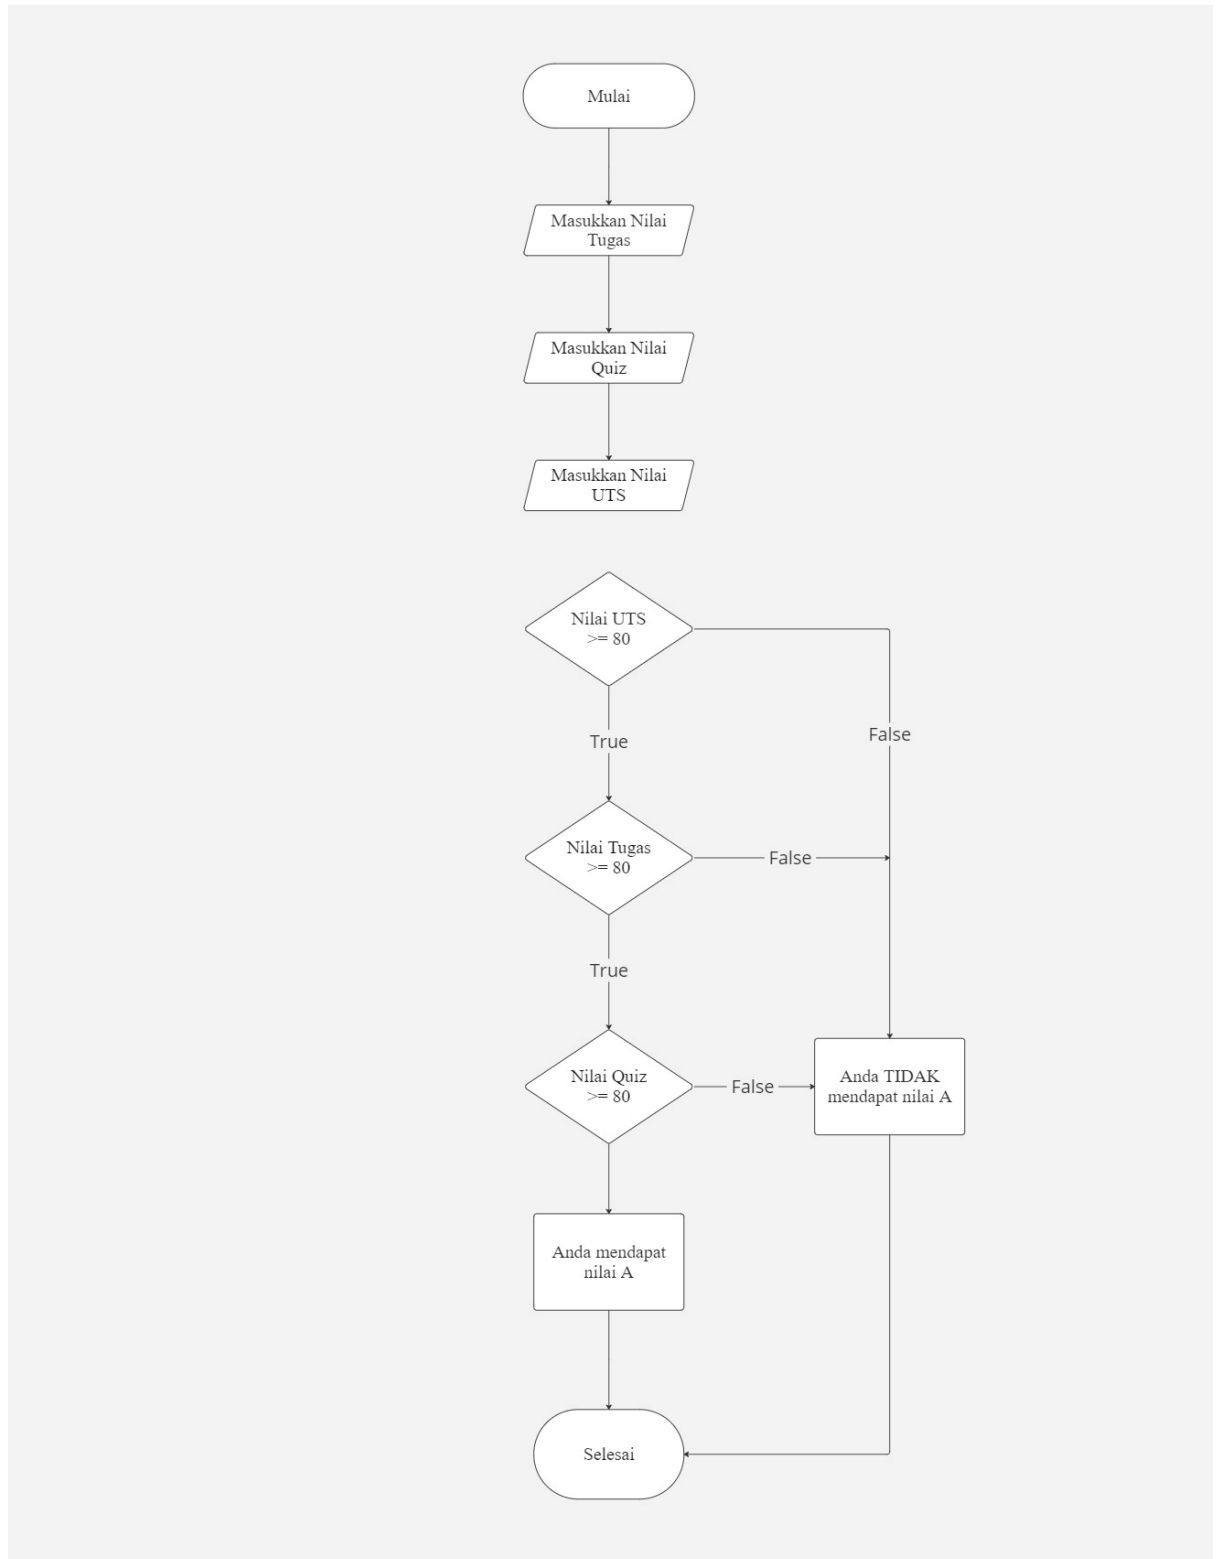 Mulai
Masukkan Nilai
Tugas
Masukkan Nilai
Quiz
Masukkan Nilai
UTS
Nilai UTS
>= 80
True
False
Nilai Tugas
>= 80
False
True
Nilai Quiz
>= 80
False
Anda TIDAK
mendapat nilai A
Anda mendapat
nilai A
Selesai